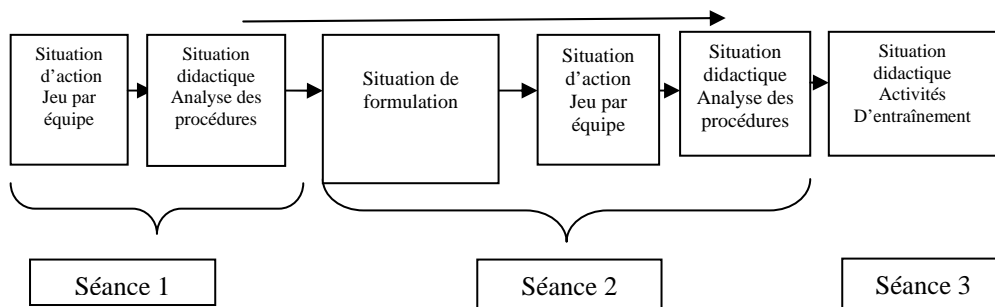 Situation
d'action
Jeu par
équipe
Situation
didactique
Analyse des
procédures
Situation de
formulation
Situation
d'action
Jeu par
équipe
Situation
didactique
Analyse des
procédures
Situation
didactique
Activités
D'entraînement
Séance 1
Séance 2
Séance 3